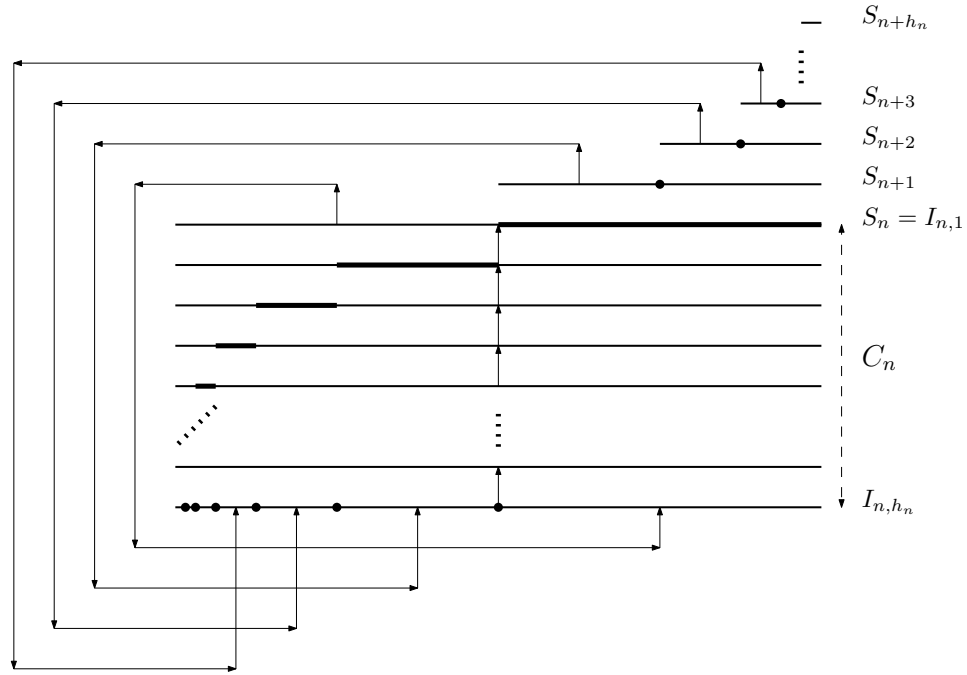 S_{n+h_n}
S_{n+3}
S_{n+2}
S_{n+1}
S_n = I_{n,1}
C_n
I_{n,h_n}